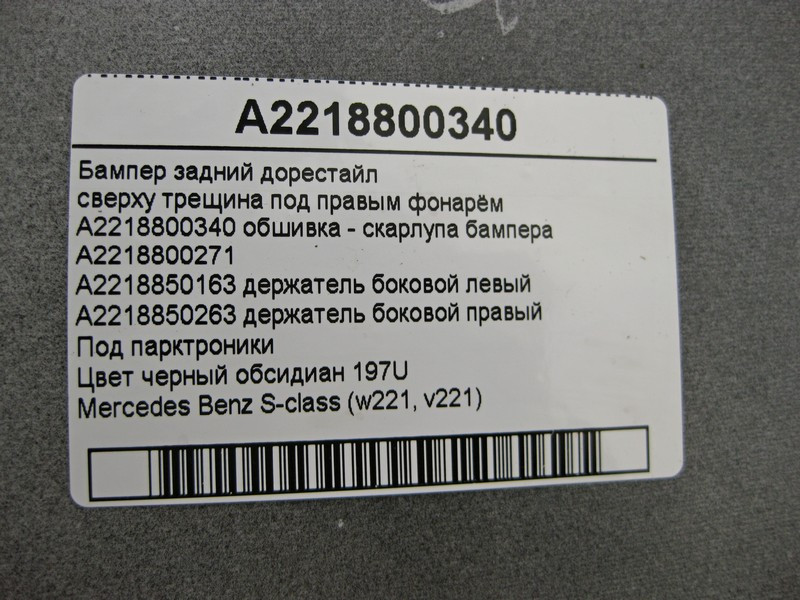 A2218800340
Бампер задний дорестайл
сверху трещина под правым фонарём
A2218800340 обшивка - скарлупа бампера
A2218800271
A2218850163 держатель боковой левый
A2218850263 держатель боковой правый
Под парктроники
Цвет черный обсидиан 197U
Mercedes Benz S-class (w221, v221)